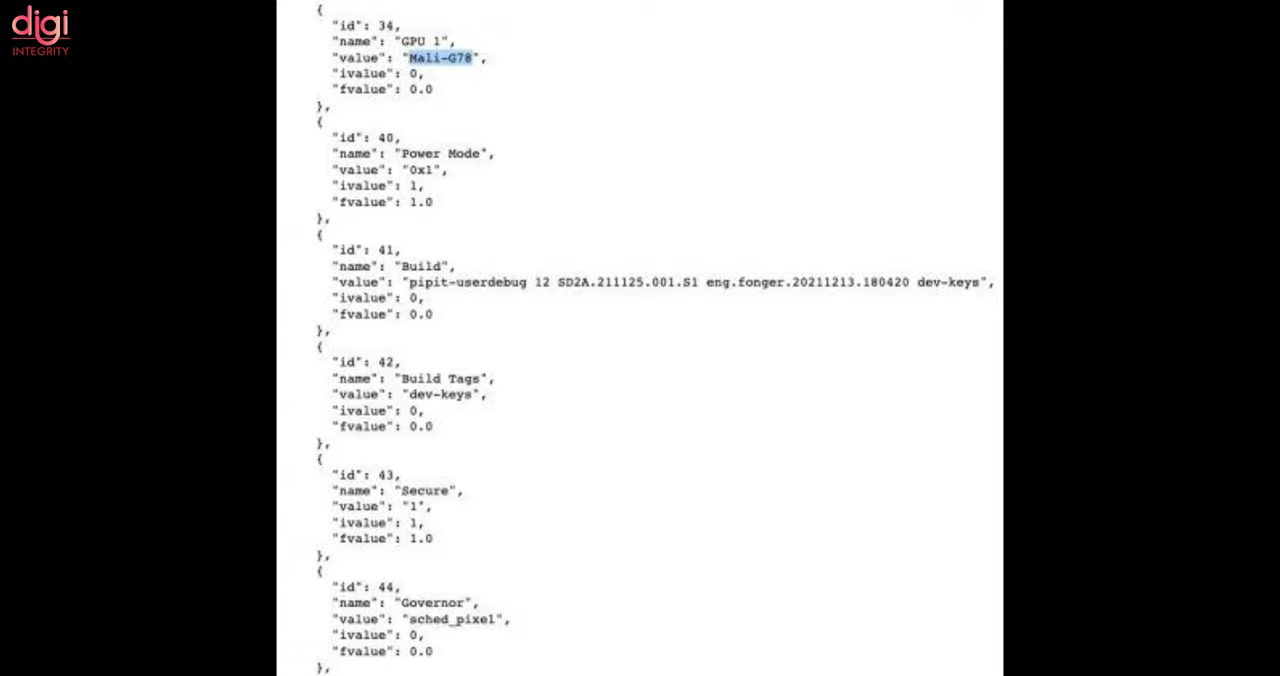 digi
INTEGRITY
{
"id": 34,
"name": "GPU 1",
"value": "Mali-G78",
"ivalue": 0,
"fvalue": 0.0
},
{
"id": 40,
"name": "Power Mode",
"value": "0x1",
"ivalue": 1,
"fvalue": 1.0
},
{
"id": 41,
"name": "Build",
"value": "pipit-userdebug 12 SD2A.211125.001.S1 eng.fonger.20211213.180420 dev-keys",
"ivalue": 0,
"fvalue": 0.0
},
{
"id": 42,
"name": "Build Tags",
"value": "dev-keys",
"ivalue": 0,
"fvalue": 0.0
},
{
"id": 43,
"name": "Secure",
"value": "1",
"ivalue": 1,
"fvalue": 1.0
},
{
"id": 44,
"name": "Governor",
"value": "sched_pixel",
"ivalue": 0,
"fvalue": 0.0
},